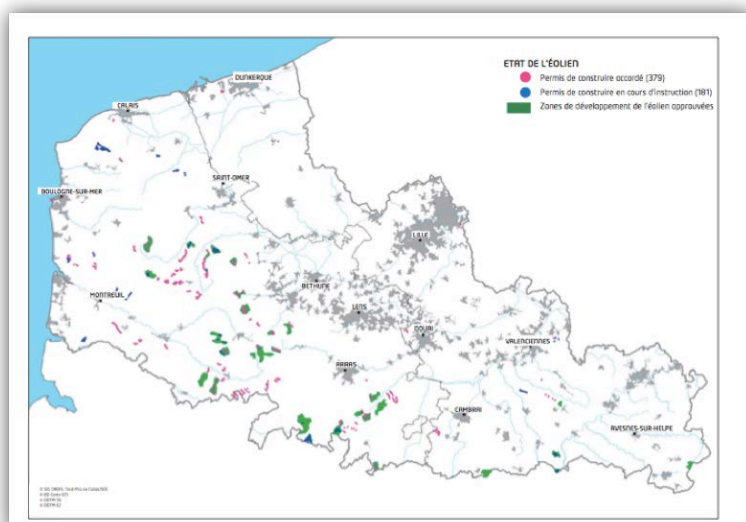 ETAT DE L'ÉOLIEN
Permis de construire accordé (379)
Permis de construire en cours d'instruction (181)
Zones de développement de l'éolien approuvées
DUNKERQUE
CALAIS
SAINT-OMER
BOULOGNE-SUR-MER
LILLE
BETHUNE
MONTREUIL
LENS
DOUAI
VALENCIENNES
ARRAS
CAMBRAI
AVESNES-SUR-HELPE